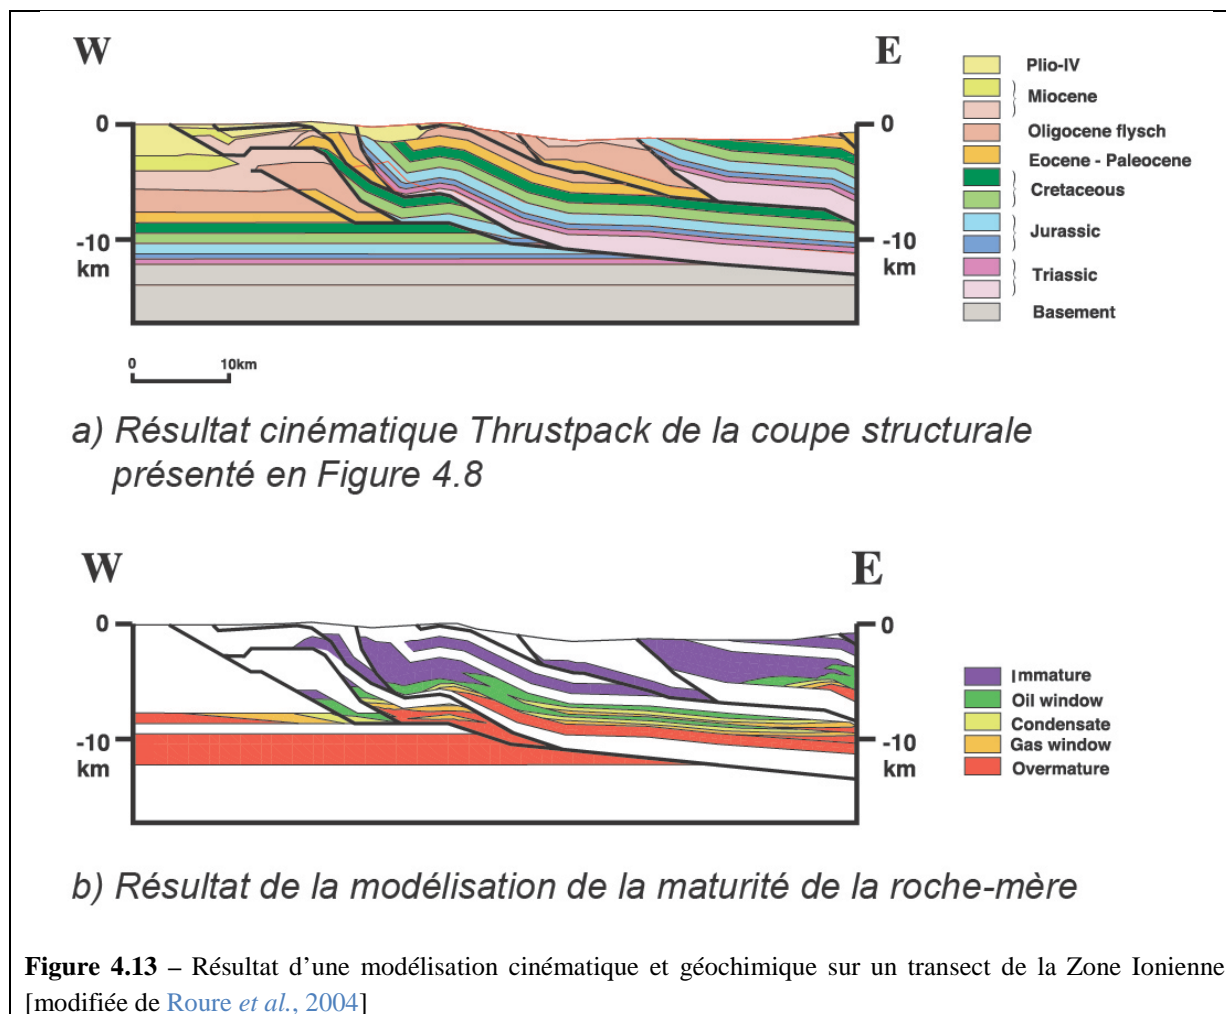 W
E
0
-10
km
0
-10
km
0
10km
Plio-IV
Miocene
Oligocene flysch
Eocene - Paleocene
Cretaceous
Jurassic
Triassic
Basement
a) Résultat cinématique Thrustpack de la coupe structurale
présenté en Figure 4.8
W
E
0
-10
km
0
-10
km
Immature
Oil window
Condensate
Gas window
Overmature
b) Résultat de la modélisation de la maturité de la roche-mère
Figure 4.13 – Résultat d'une modélisation cinématique et géochimique sur un transect de la Zone Ionienne
[modifiée de Roure et al., 2004]